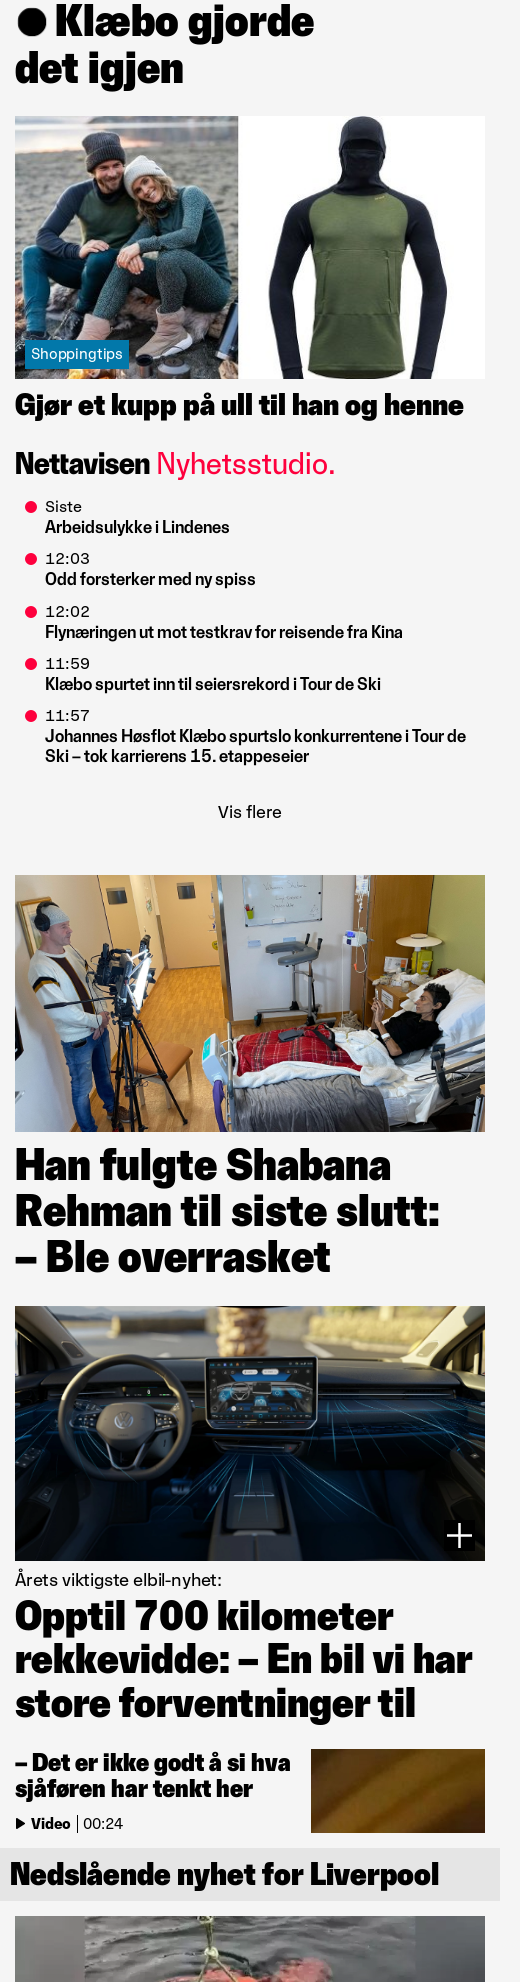 ● Klæbo gjorde
det igjen
Shoppingtips
Gjør et kupp på ull til han og henne
Nettavisen Nyhetsstudio.
Siste
Arbeidsulykke i Lindenes
12:03
Odd forsterker med ny spiss
12:02
Flynæringen ut mot testkrav for reisende fra Kina
11:59
Klæbo spurtet inn til seiersrekord i Tour de Ski
11:57
Johannes Høsflot Klæbo spurtslo konkurrentene i Tour de
Ski – tok karrierens 15. etappeseier
Vis flere
Han fulgte Shabana
Rehman til siste slutt:
– Ble overrasket
Årets viktigste elbil-nyhet:
Opptil 700 kilometer
rekkevidde: – En bil vi har
store forventninger til
– Det er ikke godt å si hva
sjåføren har tenkt her
Video | 00:24
Nedslående nyhet for Liverpool